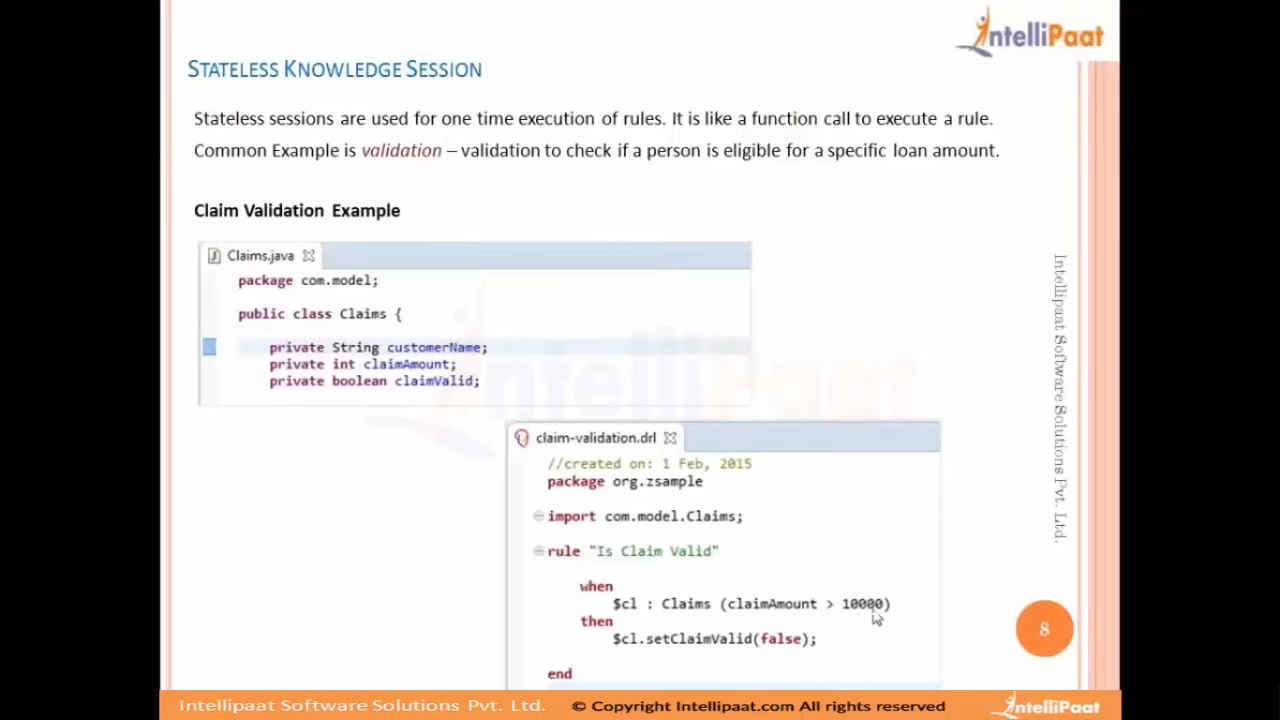 IntelliPaat
STATELESS KNOWLEDGE SESSION
Stateless sessions are used for one time execution of rules. It is like a function call to execute a rule.
Common Example is validation – validation to check if a person is eligible for a specific loan amount.
Claim Validation Example
Claims.java
package com.model;
public class Claims {
private String customerName;
private int claimAmount;
private boolean claimValid;
IntelliPaat
claim-validation.drl
//created on: 1 Feb, 2015
package org.zsample
import com.model.Claims;
rule "Is Claim Valid"
when
$cl : Claims (claimAmount > 10000)
then
$cl.setClaimValid(false);
end
Intellipaat Software Solutions Pvt. Ltd.
8
Intellipaat Software Solutions Pvt. Ltd. © Copyright Intellipaat.com All rights reserved IntelliPaat